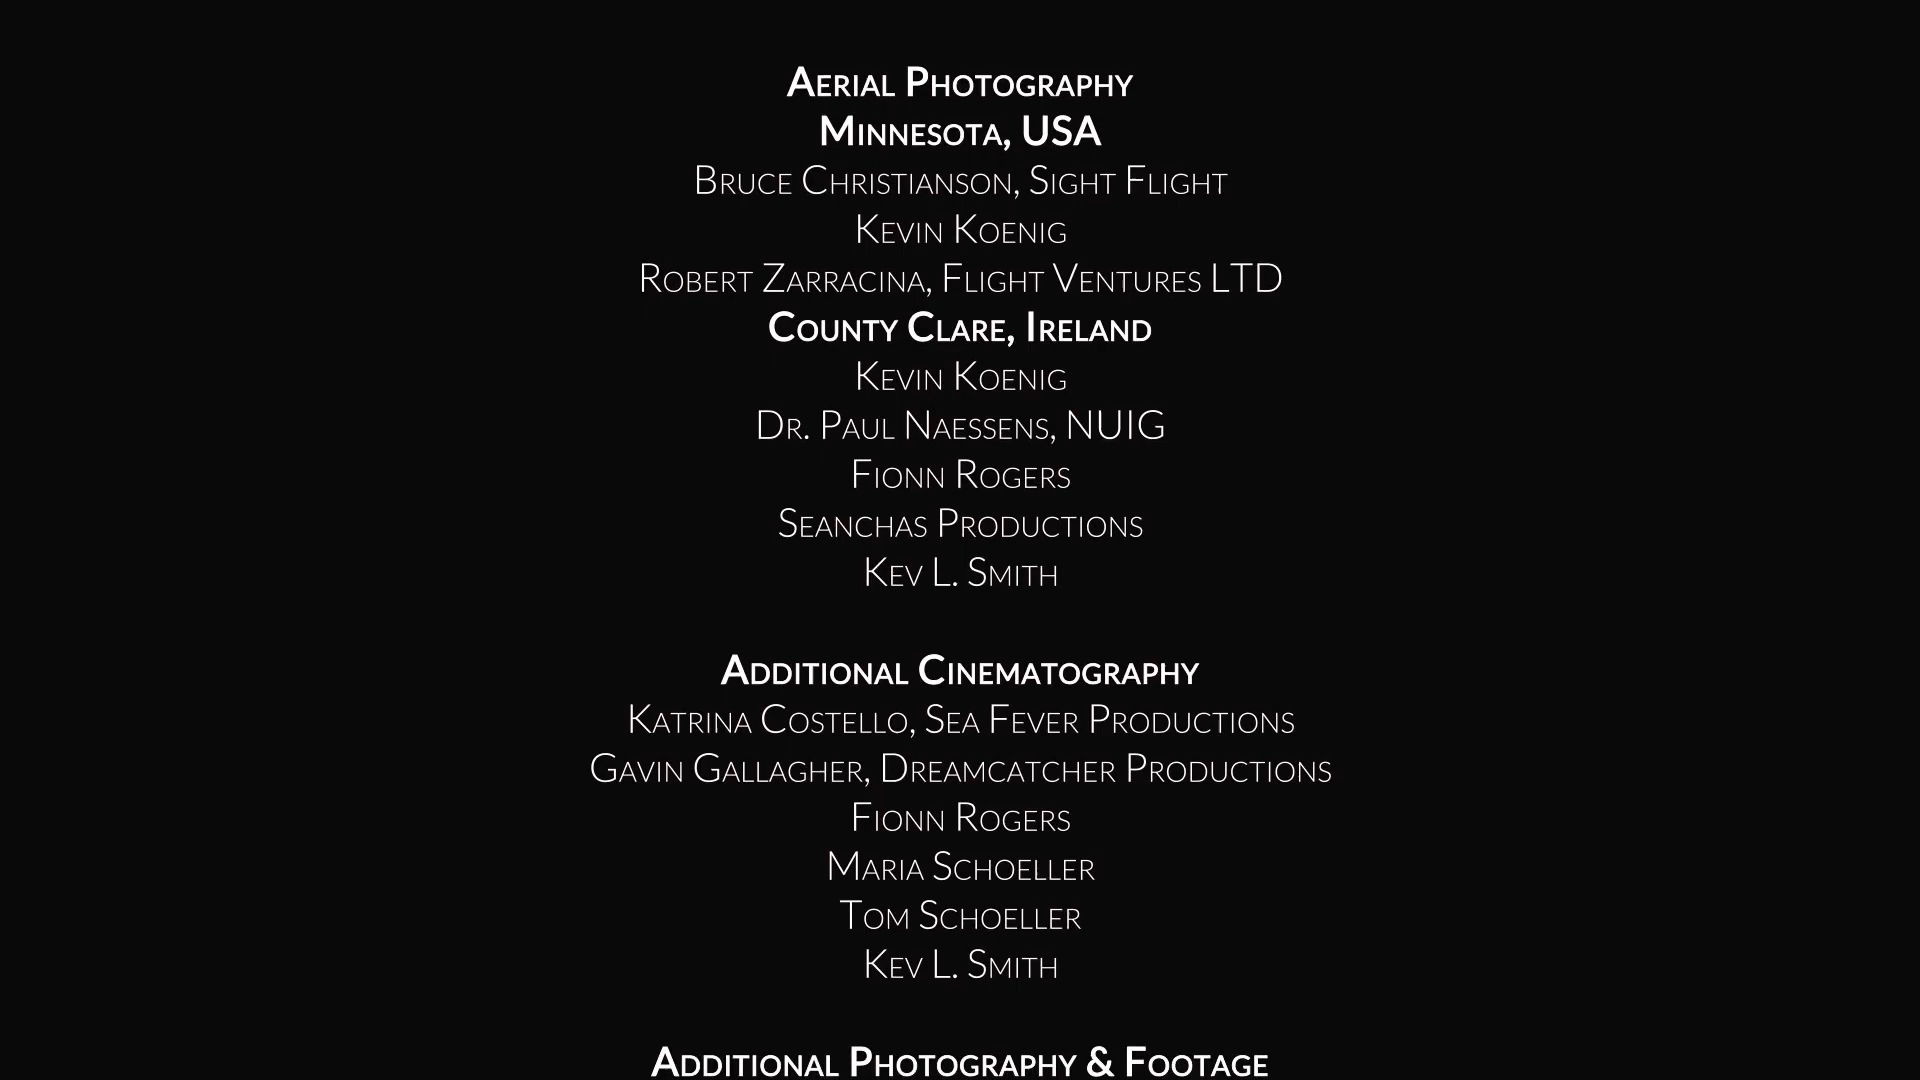 Aerial Photography
Minnesota, USA
Bruce Christianson, Sight Flight
Kevin Koenig
Robert Zarracina, Flight Ventures LTD
County Clare, Ireland
Kevin Koenig
Dr. Paul Naessens, NUIG
Fionn Rogers
Seanchas Productions
Kev L. Smith
Additional Cinematography
Katrina Costello, Sea Fever Productions
Gavin Gallagher, Dreamcatcher Productions
Fionn Rogers
Maria Schoeller
Tom Schoeller
Kev L. Smith
Additional Photography & Footage